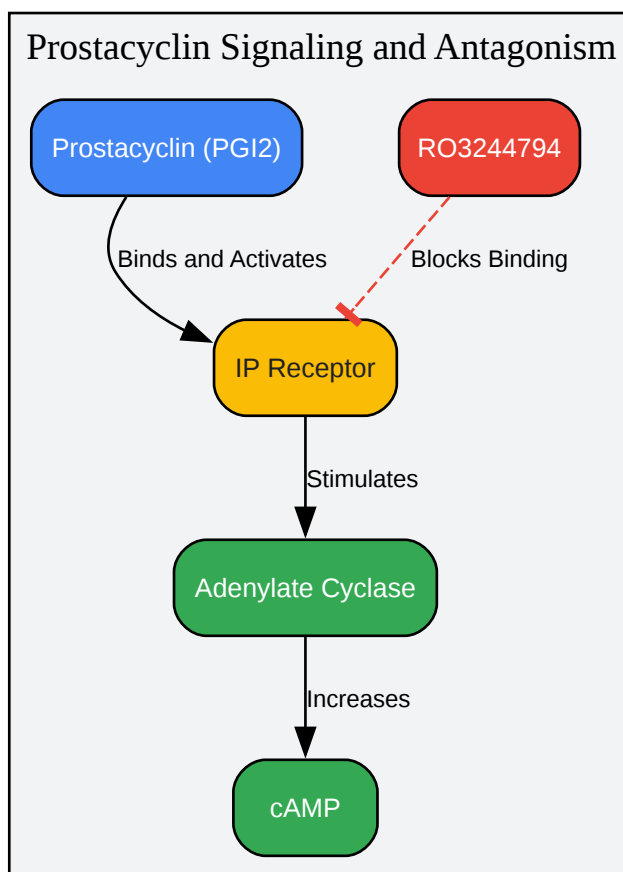 Prostacyclin Signaling and Antagonism
Prostacyclin (PGI2)
RO3244794
Binds and Activates
Blocks Binding
IP Receptor
Stimulates
Adenylate Cyclase
Increases
cAMP